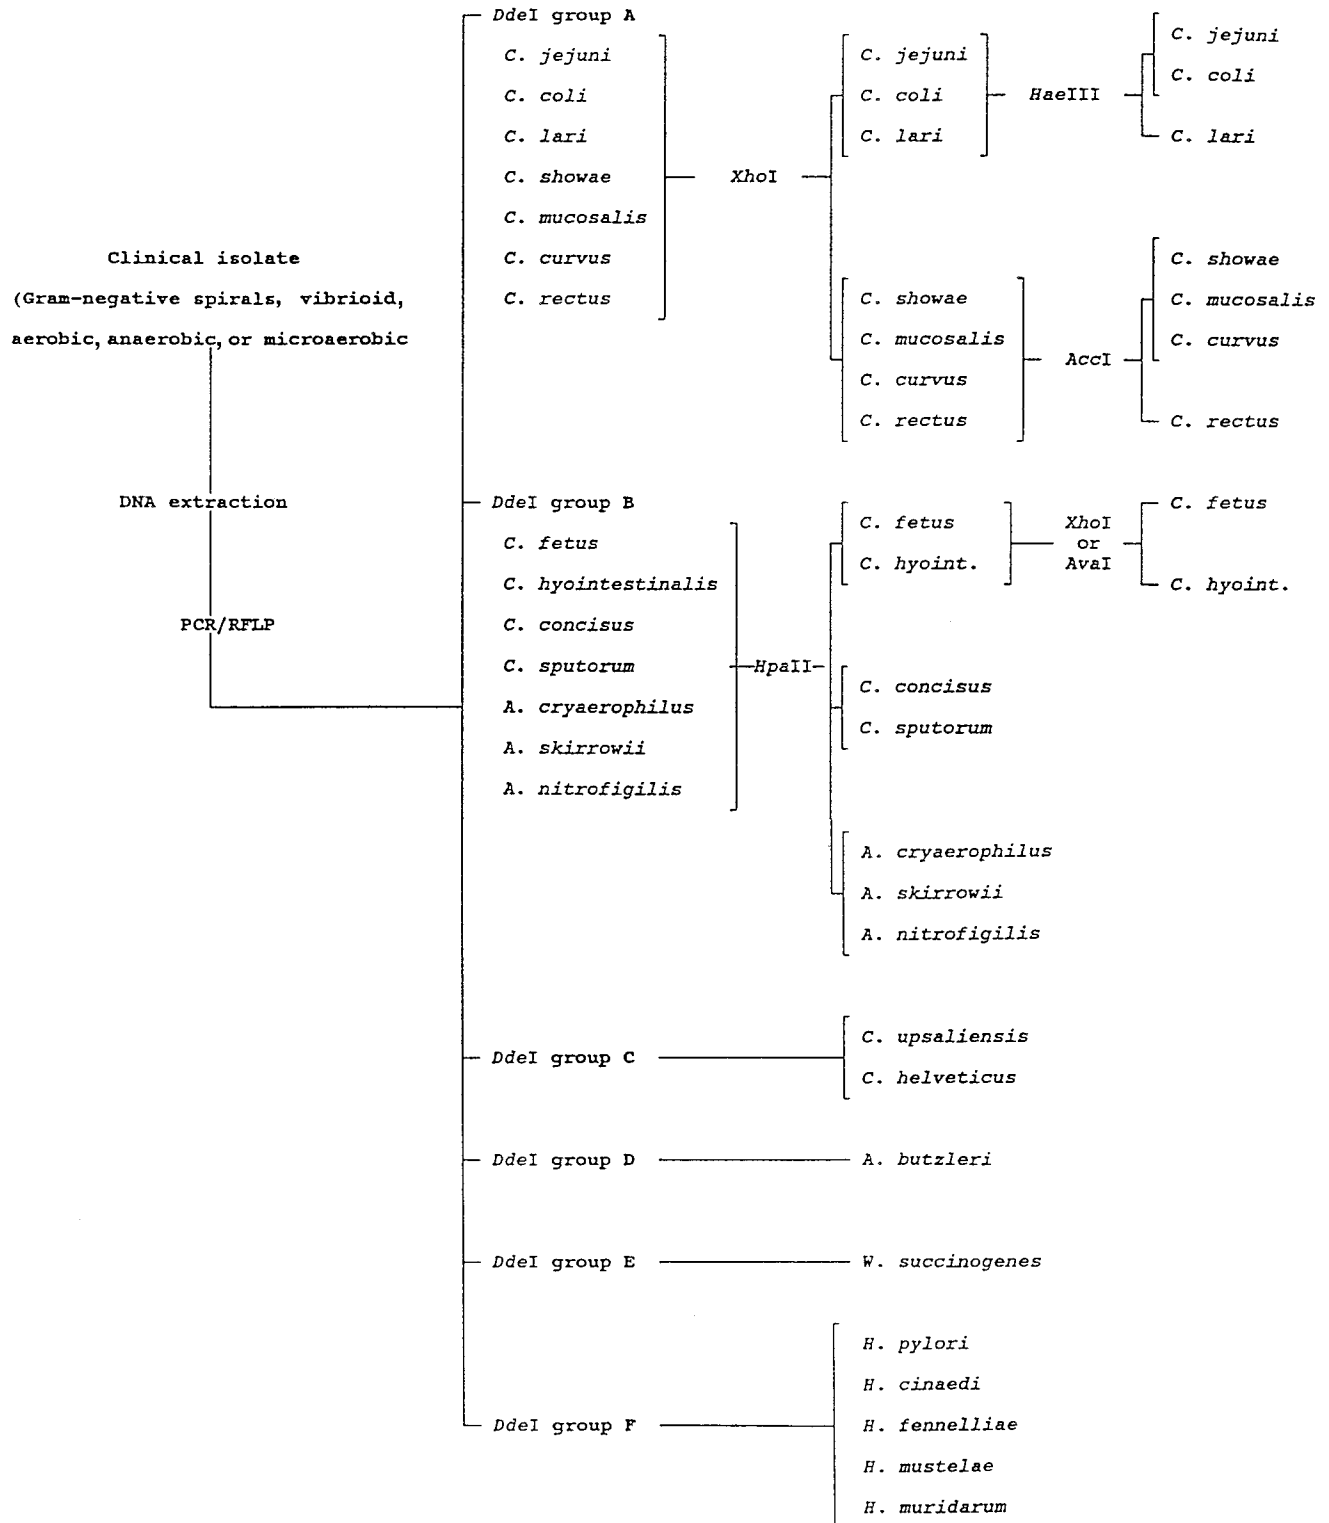 Clinical isolate
(Gram-negative spirals, vibrioid,
aerobic, anaerobic, or microaerobic
DNA extraction
PCR/RFLP
DdeI group A
C. jejuni
C. coli
C. lari
C. showae
C. mucosalis
C. curvus
C. rectus
XhoI
C. jejuni
C. coli
C. lari
HaeIII
C. jejuni
C. coli
C. lari
C. showae
C. mucosalis
C. curvus
C. rectus
AccI
C. showae
C. mucosalis
C. curvus
C. rectus
DdeI group B
C. fetus
C. hyointestinalis
C. concisus
C. sputorum
A. cryaerophilus
A. skirrowii
A. nitrofigilis
HpaII
C. fetus
C. hyoint.
XhoI
or
AvaI
C. fetus
C. hyoint.
C. concisus
C. sputorum
A. cryaerophilus
A. skirrowii
A. nitrofigilis
DdeI group C
C. upsaliensis
C. helveticus
DdeI group D
A. butzleri
DdeI group E
W. succinogenes
DdeI group F
H. pylori
H. cinaedi
H. fennelliae
H. mustelae
H. muridarum